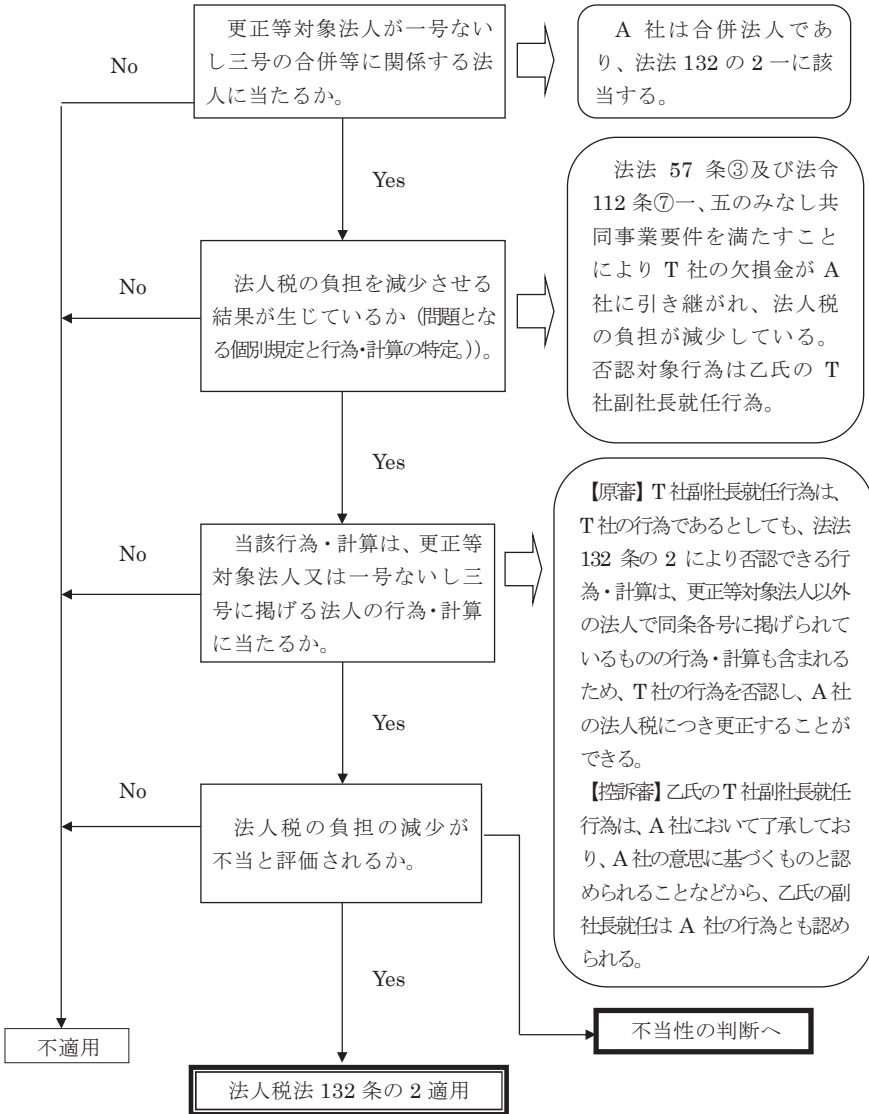 更正等対象法人が一号ない
し三号の合併等に関係する法
人に当たるか。
A 社は合併法人であ
り、法法 132 の 2 一に該
当する。
No
Yes
法人税の負担を減少させる
結果が生じているか（問題とな
る個別規定と行為・計算の特定。））。
法法 57 条③及び法令
112 条⑦一、五のみなし共
同事業要件を満たすこと
により T 社の欠損金が A
社に引き継がれ、法人税
の負担が減少している。
否認対象行為は乙氏の T
社副社長就任行為。
No
Yes
当該行為・計算は、更正等
対象法人又は一号ないし三
号に掲げる法人の行為・計算
に当たるか。
【原審】T 社副社長就任行為は、
T 社の行為であるとしても、法法
132 条の 2 により否認できる行
為・計算は、更正等対象法人以外
の法人で同条各号に掲げられて
いるものの行為・計算も含まれる
ため、T 社の行為を否認し、A 社
の法人税につき更正することが
できる。
【控訴審】乙氏の T 社副社長就任
行為は、A 社において了承してお
り、A 社の意思に基づくものと認
められることなどから、乙氏の副
社長就任は A 社の行為とも認め
られる。
No
Yes
法人税の負担の減少が
不当と評価されるか。
No
Yes
不適用
不当性の判断へ
法人税法 132 条の 2 適用